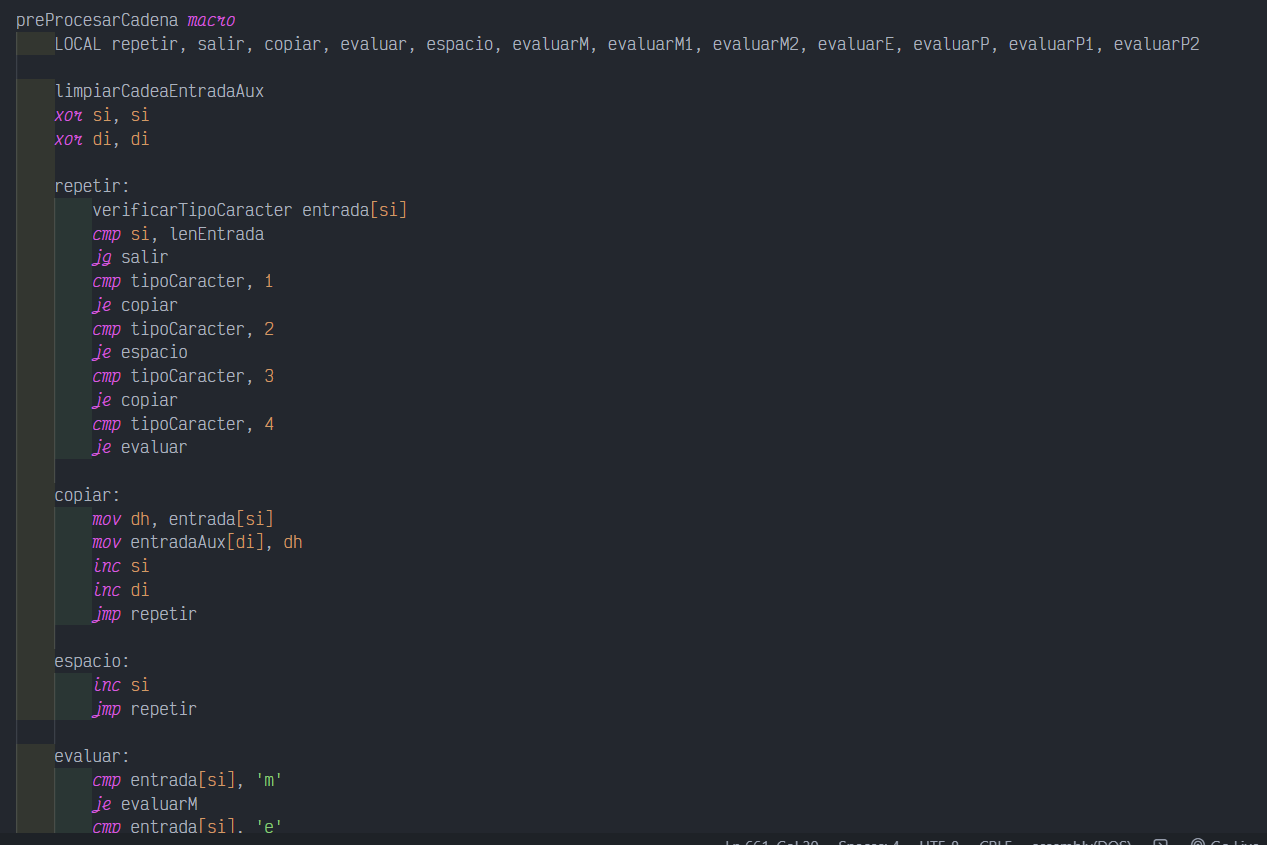 preProcesarCadena macro
LOCAL repetir, salir, copiar, evaluar, espacio, evaluarM, evaluarM1, evaluarM2, evaluarE, evaluarP, evaluarP1, evaluarP2
limpiarCadeaEntradaAux
xor si, si
xor di, di
repetir:
verificarTipoCaracter entrada[si]
cmp si, lenEntrada
jg salir
cmp tipoCaracter, 1
je copiar
cmp tipoCaracter, 2
je espacio
cmp tipoCaracter, 3
je copiar
cmp tipoCaracter, 4
je evaluar
copiar:
mov dh, entrada[si]
mov entradaAux[di], dh
inc si
inc di
jmp repetir
espacio:
inc si
jmp repetir
evaluar:
cmp entrada[si], 'm'
je evaluarM
cmp entrada[si], 'e'
Ln 661, Col 30 Spaces: 4 UTF-8 CRLF assembly(DOS) Go Live